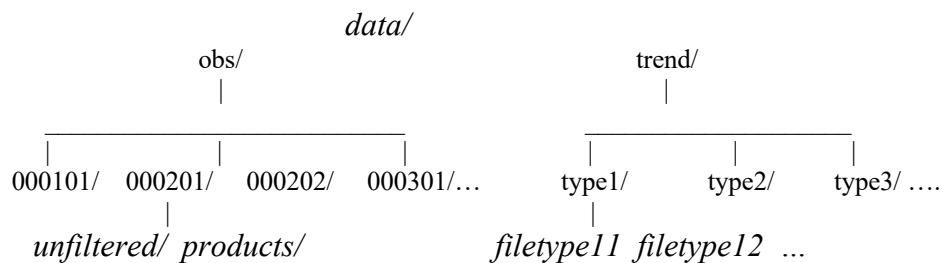 data/
obs/ trend/
000101/ 000201/ 000202/ 000301/… type1/ type2/ type3/ ….
unfiltered/ products/ filetype11 filetype12 ...